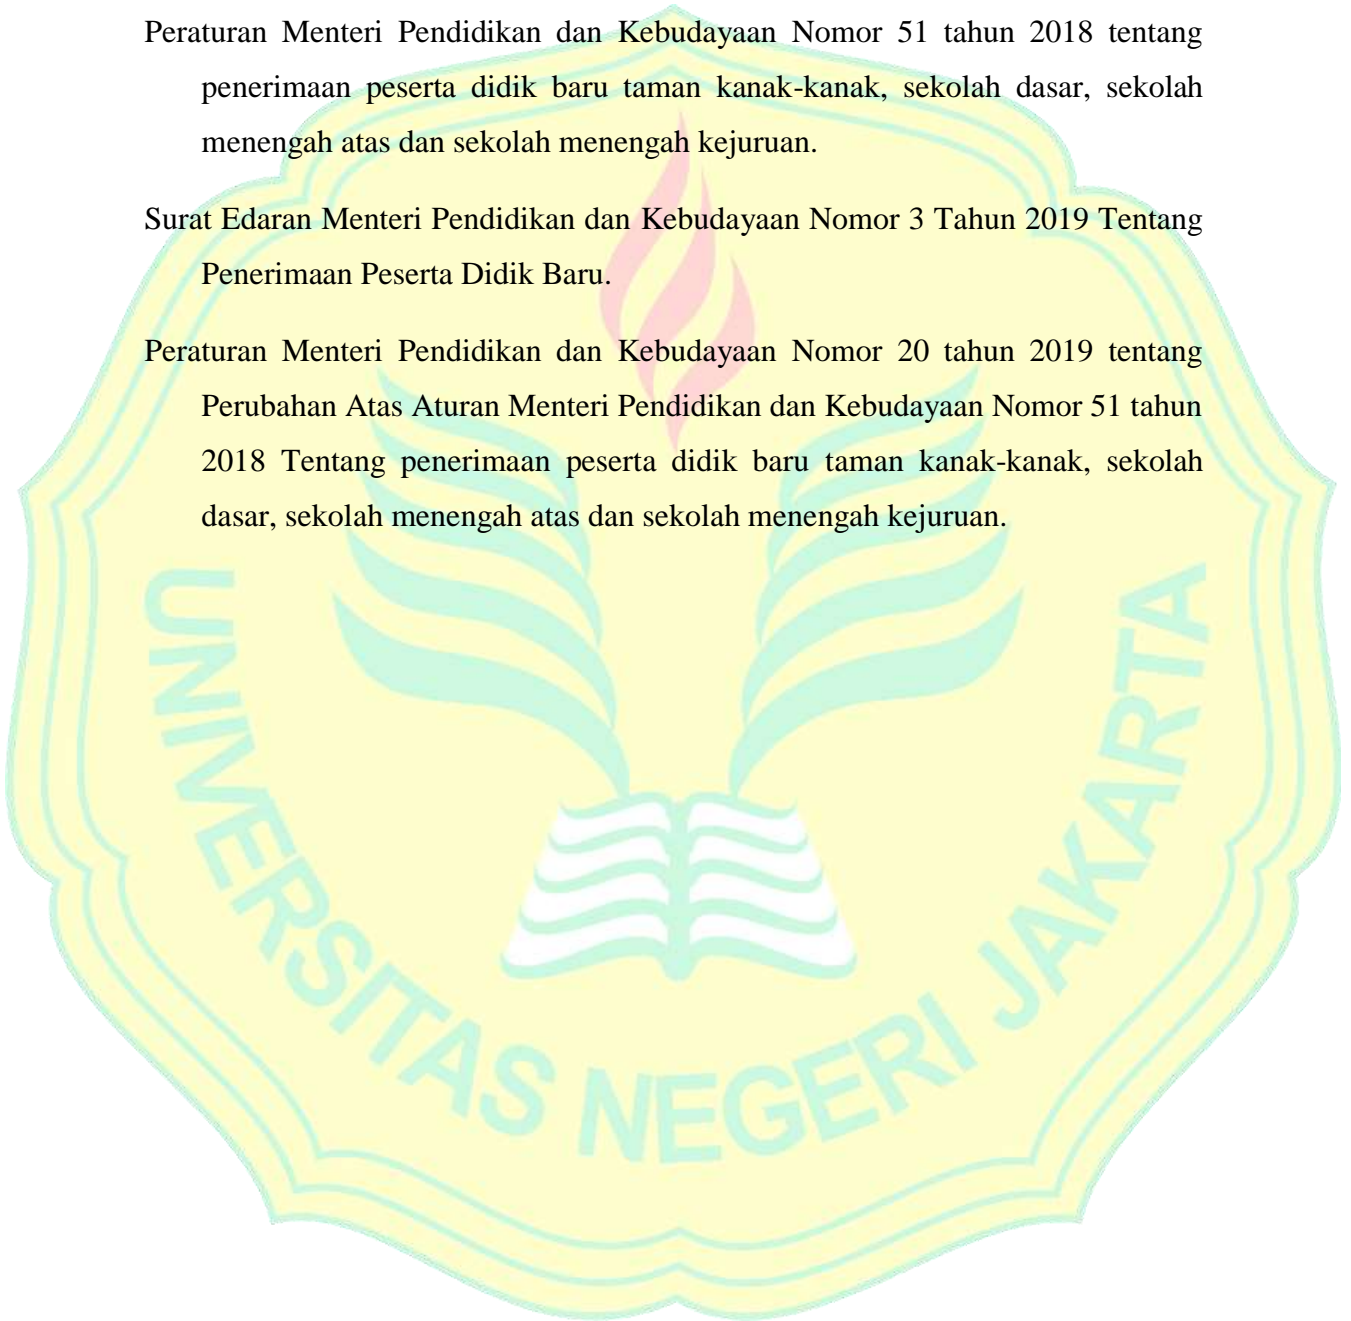 Peraturan Menteri Pendidikan dan Kebudayaan Nomor 51 tahun 2018 tentang
penerimaan peserta didik baru taman kanak-kanak, sekolah dasar, sekolah
menengah atas dan sekolah menengah kejuruan.
Surat Edaran Menteri Pendidikan dan Kebudayaan Nomor 3 Tahun 2019 Tentang
Penerimaan Peserta Didik Baru.
Peraturan Menteri Pendidikan dan Kebudayaan Nomor 20 tahun 2019 tentang
Perubahan Atas Aturan Menteri Pendidikan dan Kebudayaan Nomor 51 tahun
2018 Tentang penerimaan peserta didik baru taman kanak-kanak, sekolah
dasar, sekolah menengah atas dan sekolah menengah kejuruan.
UNIVERSITAS NEGERI JAKARTA